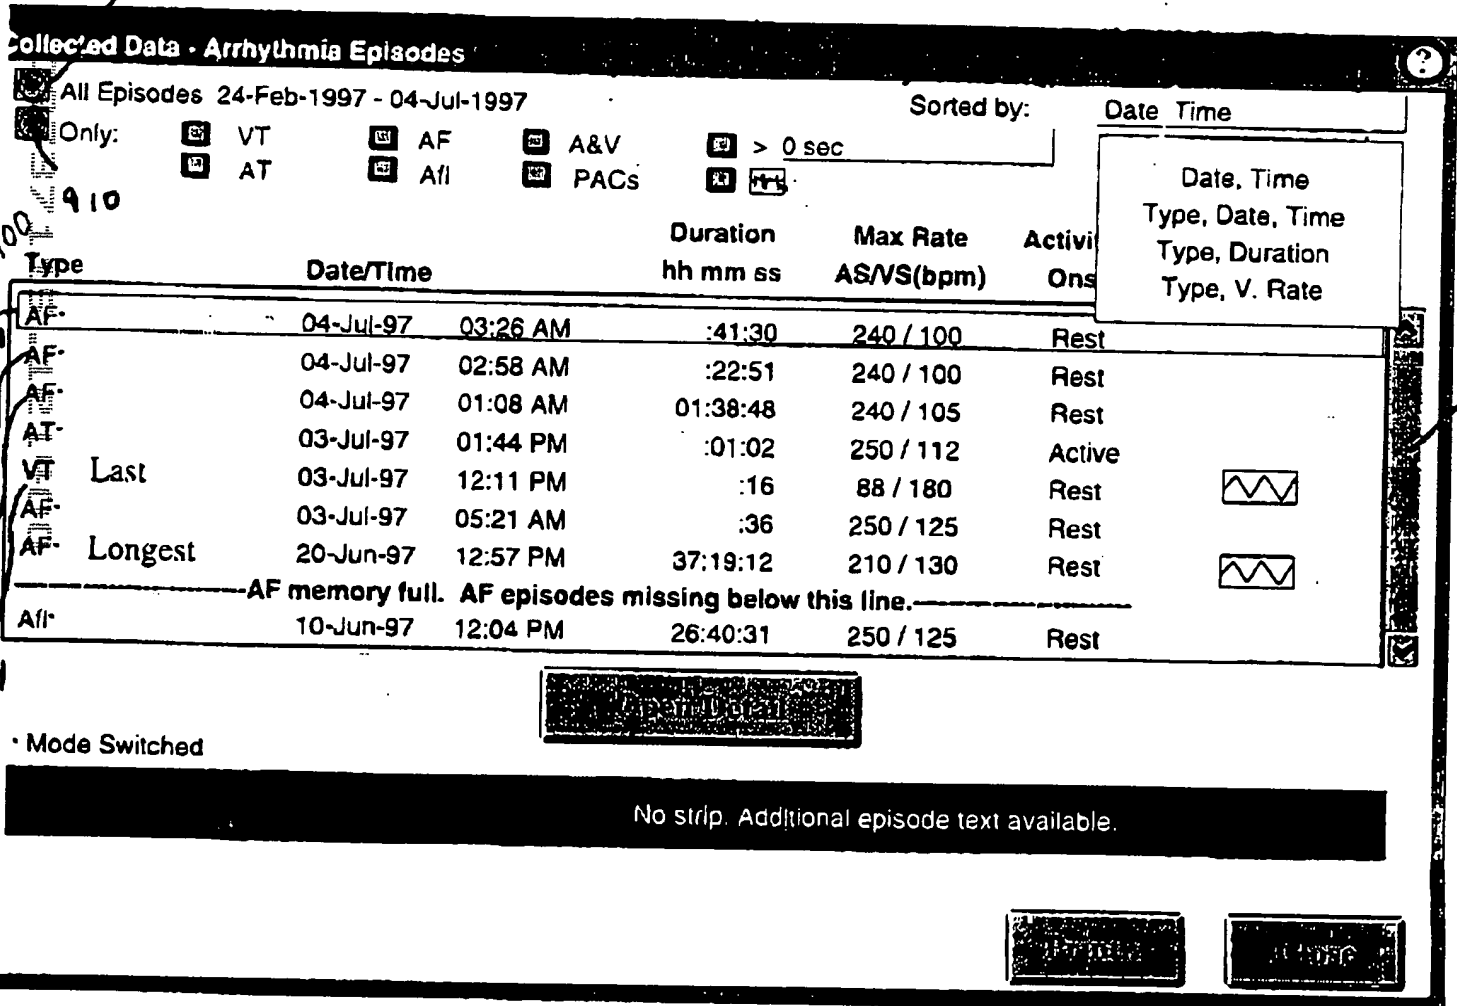 Collected Data - Arrhythmia Episodes ?
All Episodes 24-Feb-1997 - 04-Jul-1997 Sorted by: Date Time
Only: VT AF A&V > 0 sec
AT Afl PACs
Date, Time
Type, Date, Time
Type, Duration
Type, V. Rate
910
Duration Max Rate Activi
Type Date/Time hh mm ss AS/VS(bpm) Ons
AF· 04-Jul-97 03:26 AM :41:30 240 / 100 Rest
AF· 04-Jul-97 02:58 AM :22:51 240 / 100 Rest
AF· 04-Jul-97 01:08 AM 01:38:48 240 / 105 Rest
AT· 03-Jul-97 01:44 PM :01:02 250 / 112 Active
VT Last 03-Jul-97 12:11 PM :16 88 / 180 Rest
AF· 03-Jul-97 05:21 AM :36 250 / 125 Rest
AF· Longest 20-Jun-97 12:57 PM 37:19:12 210 / 130 Rest
AF memory full. AF episodes missing below this line.
Afl· 10-Jun-97 12:04 PM 26:40:31 250 / 125 Rest
Open Detail
· Mode Switched
No strip. Additional episode text available.
Close